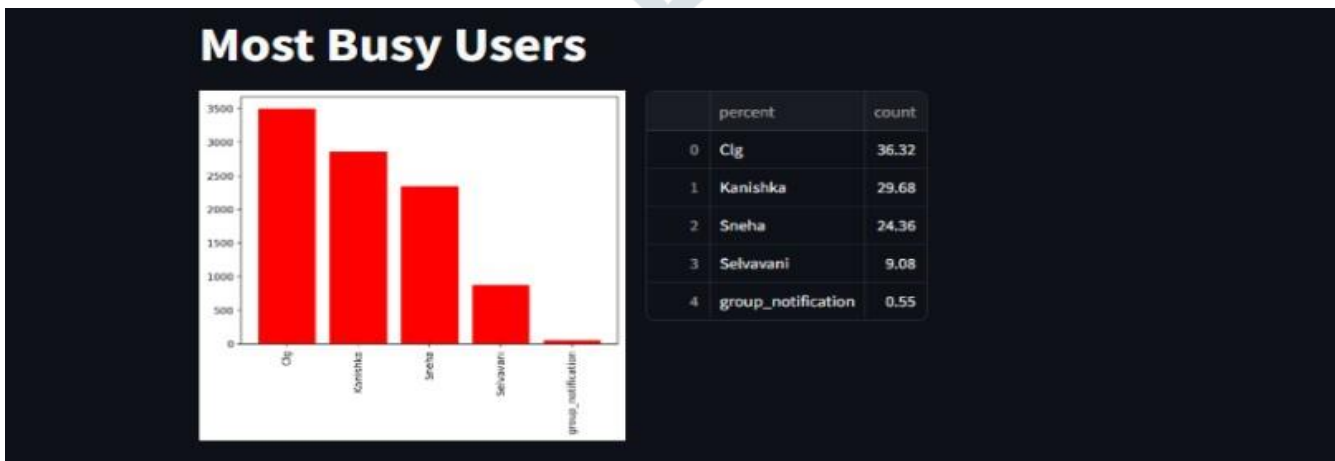 Most Busy Users
3500
3000
2500
2000
1500
1000
500
0
Clg
Kanishka
Sneha
Selvavani
group_notification
percent count
0 Clg 36.32
1 Kanishka 29.68
2 Sneha 24.36
3 Selvavani 9.08
4 group_notification 0.55